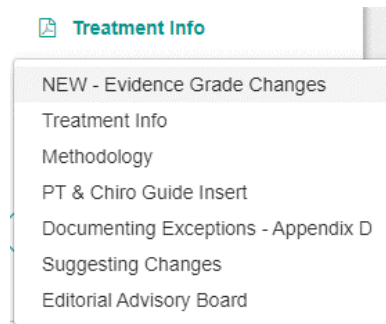 Treatment Info
NEW - Evidence Grade Changes
Treatment Info
Methodology
PT & Chiro Guide Insert
Documenting Exceptions - Appendix D
Suggesting Changes
Editorial Advisory Board